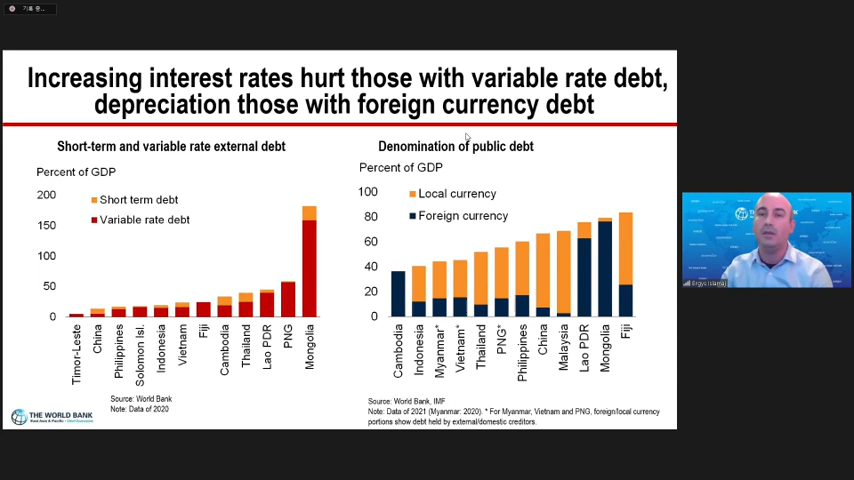 기록 중...
Increasing interest rates hurt those with variable rate debt,
depreciation those with foreign currency debt
Short-term and variable rate external debt
Percent of GDP
200
150
100
50
0
Short term debt
Variable rate debt
Timor-Leste
China
Philippines
Solomon Isl.
Indonesia
Vietnam
Fiji
Cambodia
Thailand
Lao PDR
PNG
Mongolia
Source: World Bank
Note: Data of 2020
Denomination of public debt
Percent of GDP
100
80
60
40
20
0
Local currency
Foreign currency
Cambodia
Indonesia
Myanmar*
Vietnam*
Thailand
PNG*
Philippines
China
Malaysia
Lao PDR
Mongolia
Fiji
Source: World Bank, IMF
Note: Data of 2021 (Myanmar: 2020). * For Myanmar, Vietnam and PNG, foreign/local currency
portions show debt held by external/domestic creditors.
THE WORLD BANK
East Asia & Pacific
Ergys Islamaj